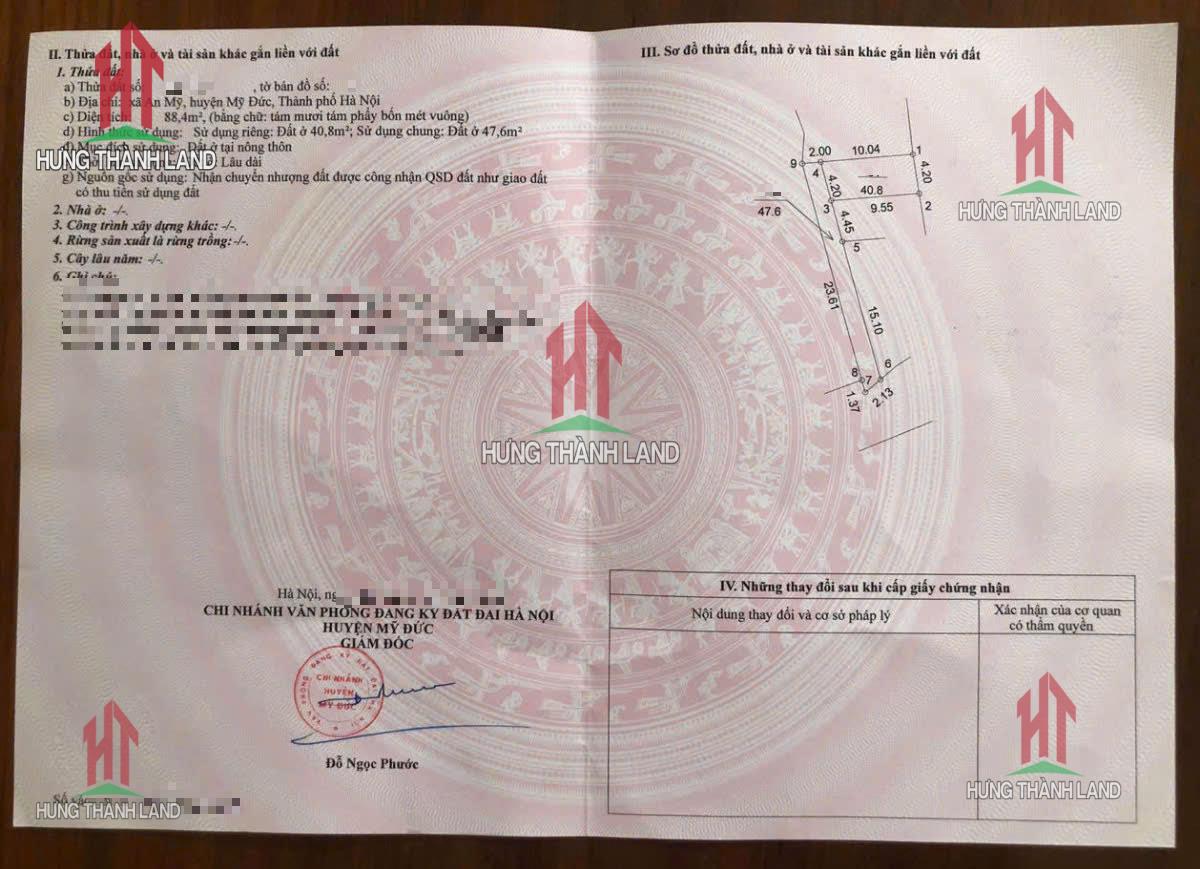 II. Thửa đất, nhà ở và tài sản khác gắn liền với đất
1. Thửa đất:
a) Thửa đất số: , tờ bản đồ số:
b) Địa chỉ: xã An Mỹ, huyện Mỹ Đức, Thành phố Hà Nội
c) Diện tích: 88,4m², (bằng chữ: tám mươi tám phẩy bốn mét vuông)
d) Hình thức sử dụng: Sử dụng riêng: Đất ở 40,8m²; Sử dụng chung: Đất ở 47,6m²
đ) Mục đích sử dụng: Đất ở tại nông thôn
Lâu dài
g) Nguồn gốc sử dụng: Nhận chuyển nhượng đất được công nhận QSD đất như giao đất
có thu tiền sử dụng đất
2. Nhà ở: -/-.
3. Công trình xây dựng khác: -/-.
4. Rừng sản xuất là rừng trồng:-/-.
5. Cây lâu năm: -/-.
6. Ghi chú:
HƯNG THÀNH LAND
Hà Nội,
CHI NHÁNH VĂN PHÒNG ĐĂNG KÝ ĐẤT ĐAI HÀ NỘI
HUYỆN MỸ ĐỨC
GIÁM ĐỐC
CHI NHÁNH
HUYỆN
MỸ ĐỨC
Đỗ Ngọc Phước
HƯNG THÀNH LAND
III. Sơ đồ thửa đất, nhà ở và tài sản khác gắn liền với đất
9
2.00
10.04
1
4
4.20
4.20
40.8
3
9.55
2
47.6
4.45
5
23.61
15.10
8
7
6
1.37
2.13
HƯNG THÀNH LAND
HƯNG THÀNH LAND
IV. Những thay đổi sau khi cấp giấy chứng nhận
Nội dung thay đổi và cơ sở pháp lý
Xác nhận của cơ quan
có thẩm quyền
HƯNG THÀNH LAND